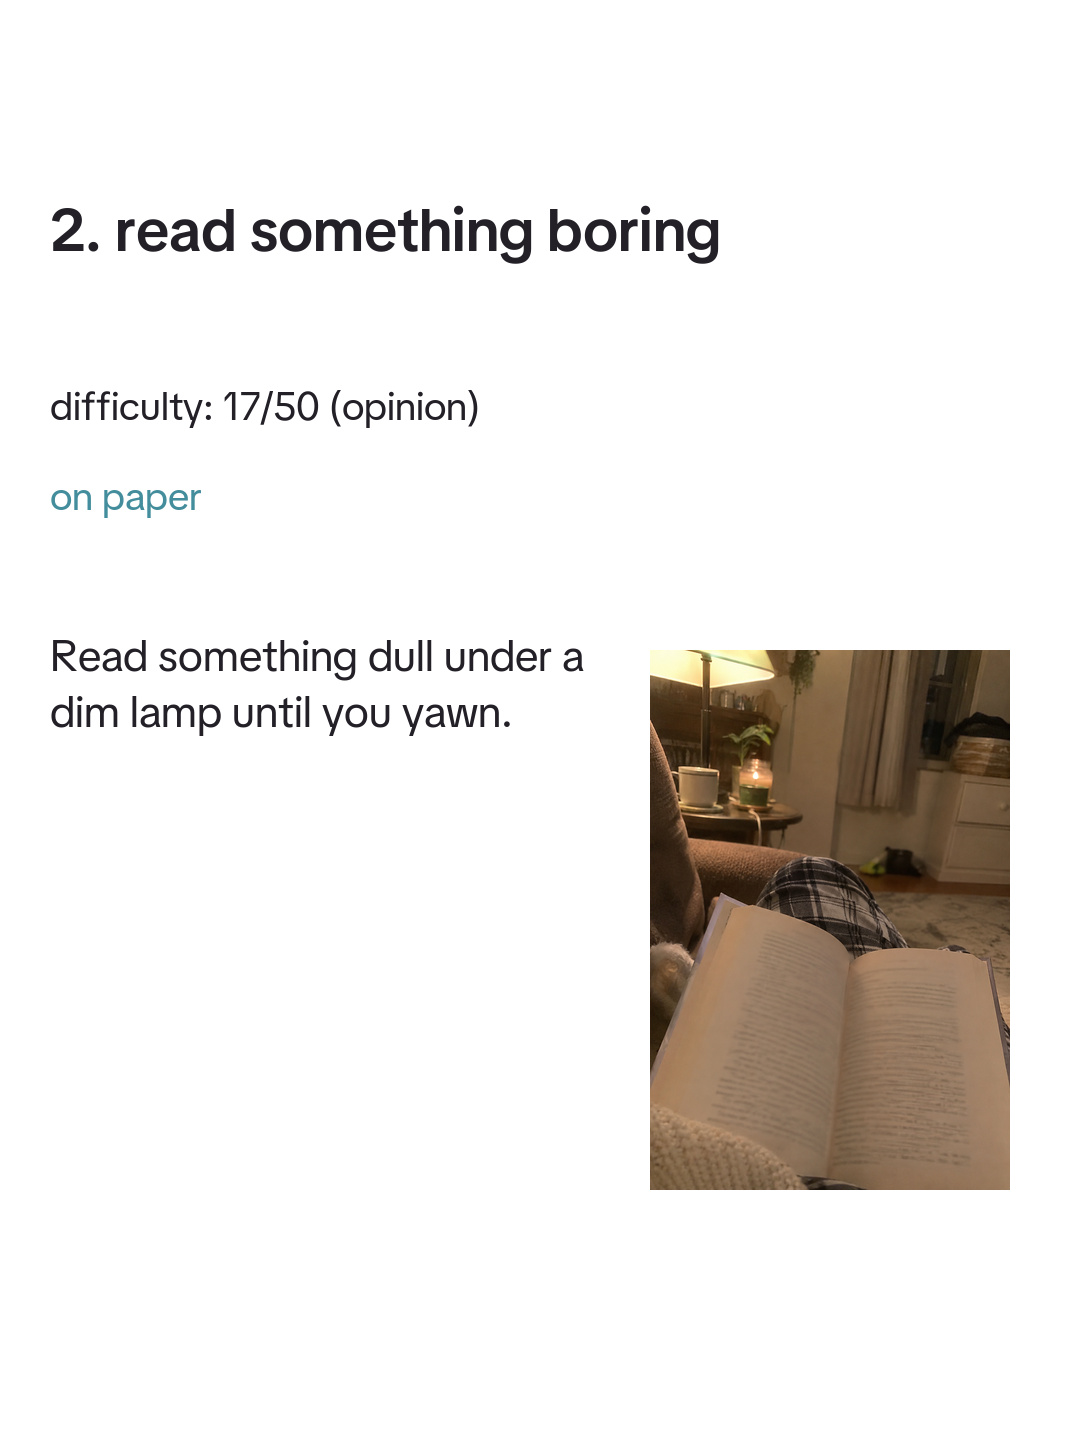 2. read something boring
difficulty: 17/50 (opinion)
on paper
Read something dull under a
dim lamp until you yawn.